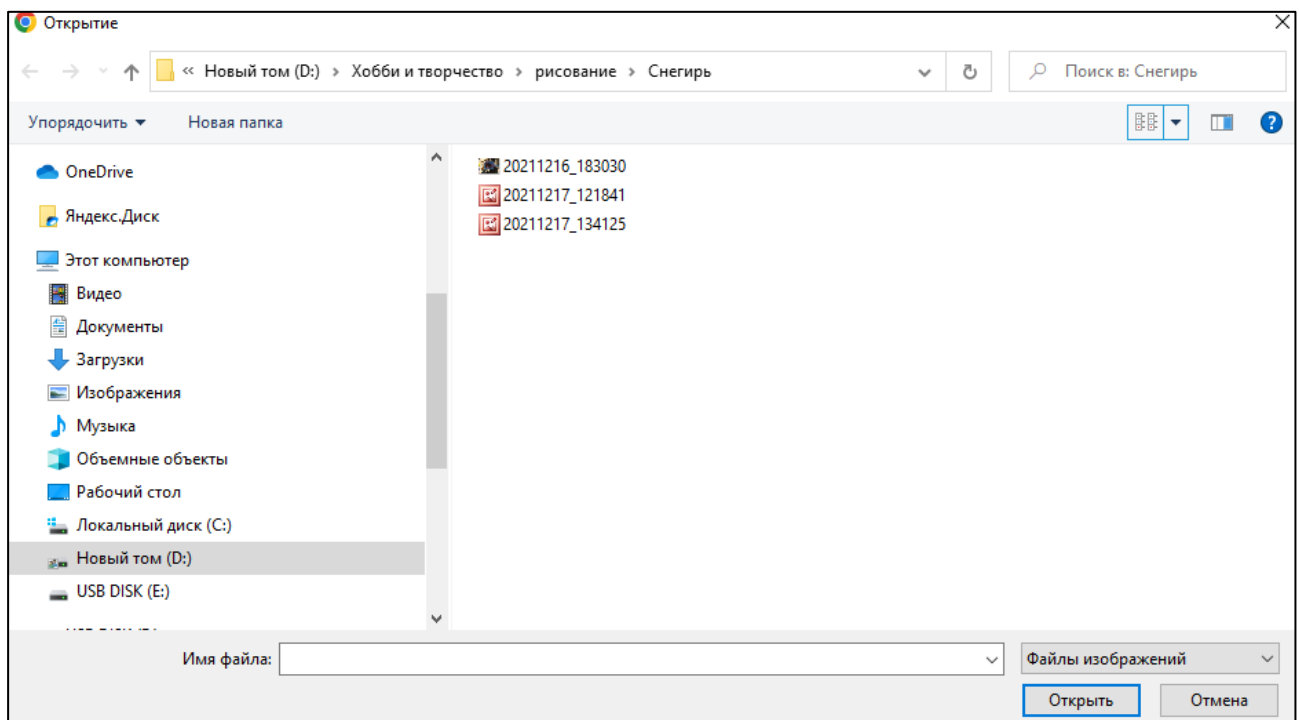 Открытие
« Новый том (D:) › Хобби и творчество › рисование › Снегирь
Поиск в: Снегирь
Упорядочить
Новая папка
OneDrive
Яндекс.Диск
Этот компьютер
Видео
Документы
Загрузки
Изображения
Музыка
Объемные объекты
Рабочий стол
Локальный диск (C:)
Новый том (D:)
USB DISK (E:)
20211216_183030
20211217_121841
20211217_134125
Имя файла:
Файлы изображений
Открыть
Отмена